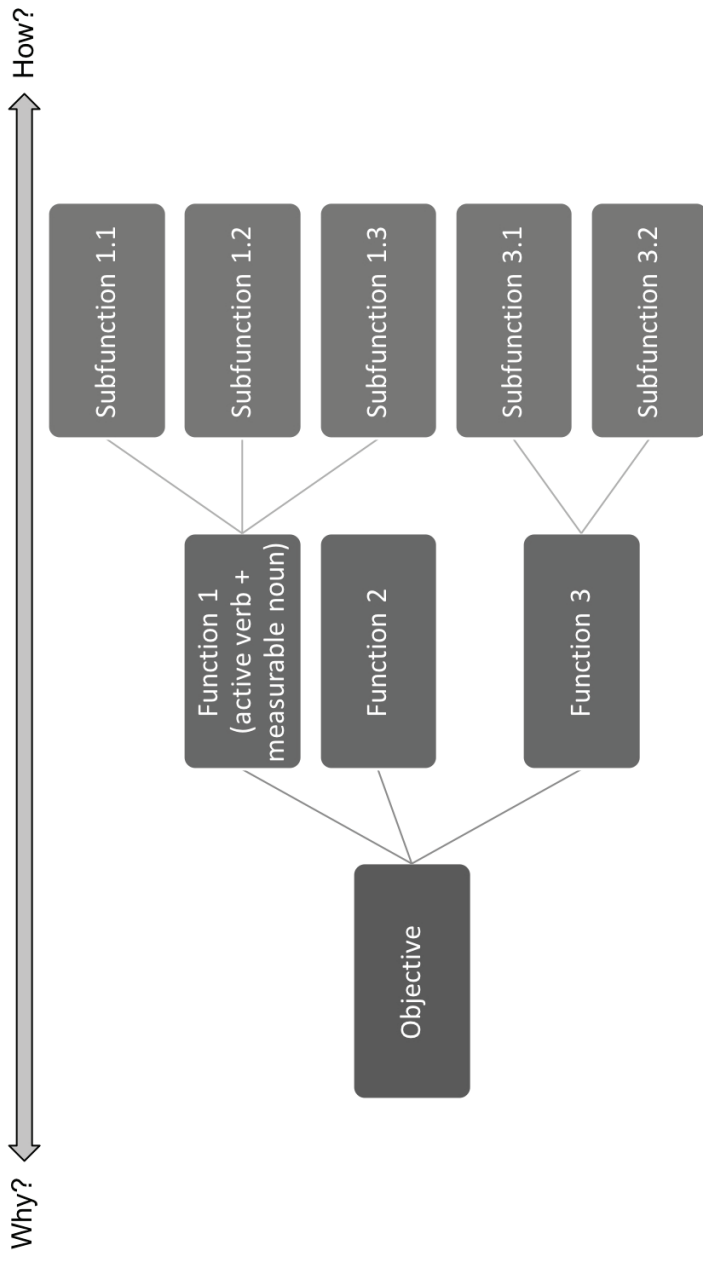 Why?
How?
Objective
Function 1
(active verb +
measurable noun)
Function 2
Function 3
Subfunction 1.1
Subfunction 1.2
Subfunction 1.3
Subfunction 3.1
Subfunction 3.2